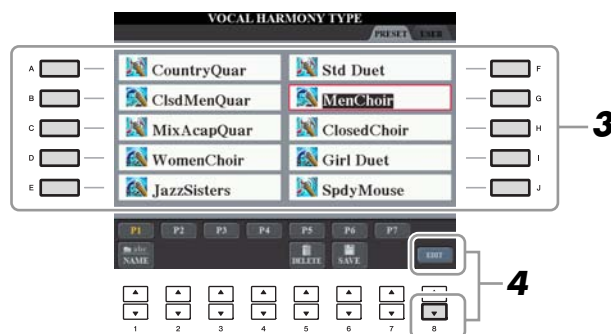 VOCAL HARMONY TYPE
PRESET USER
A CountryQuar Std Duet F
B ClsdMenQuar MenChoir G
C MixAcapQuar ClosedChoir H
D WomenChoir Girl Duet I
E JazzSisters SpdyMouse J
3
P1 P2 P3 P4 P5 P6 P7
NAME DELETE SAVE EDIT
4
1 2 3 4 5 6 7 8